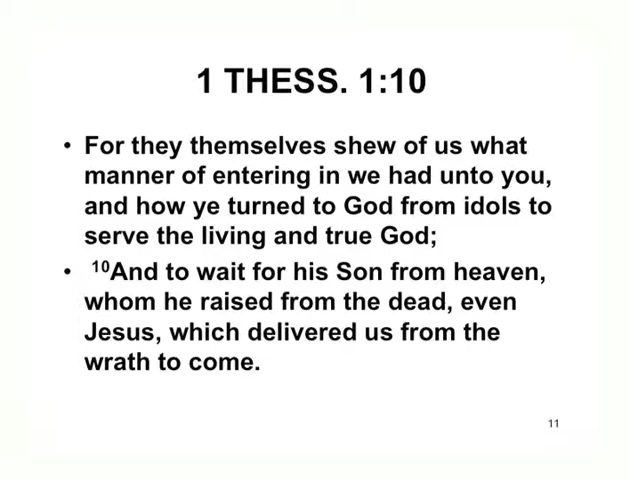 1 THESS. 1:10
• For they themselves shew of us what
manner of entering in we had unto you,
and how ye turned to God from idols to
serve the living and true God;
• ¹⁰And to wait for his Son from heaven,
whom he raised from the dead, even
Jesus, which delivered us from the
wrath to come.
11